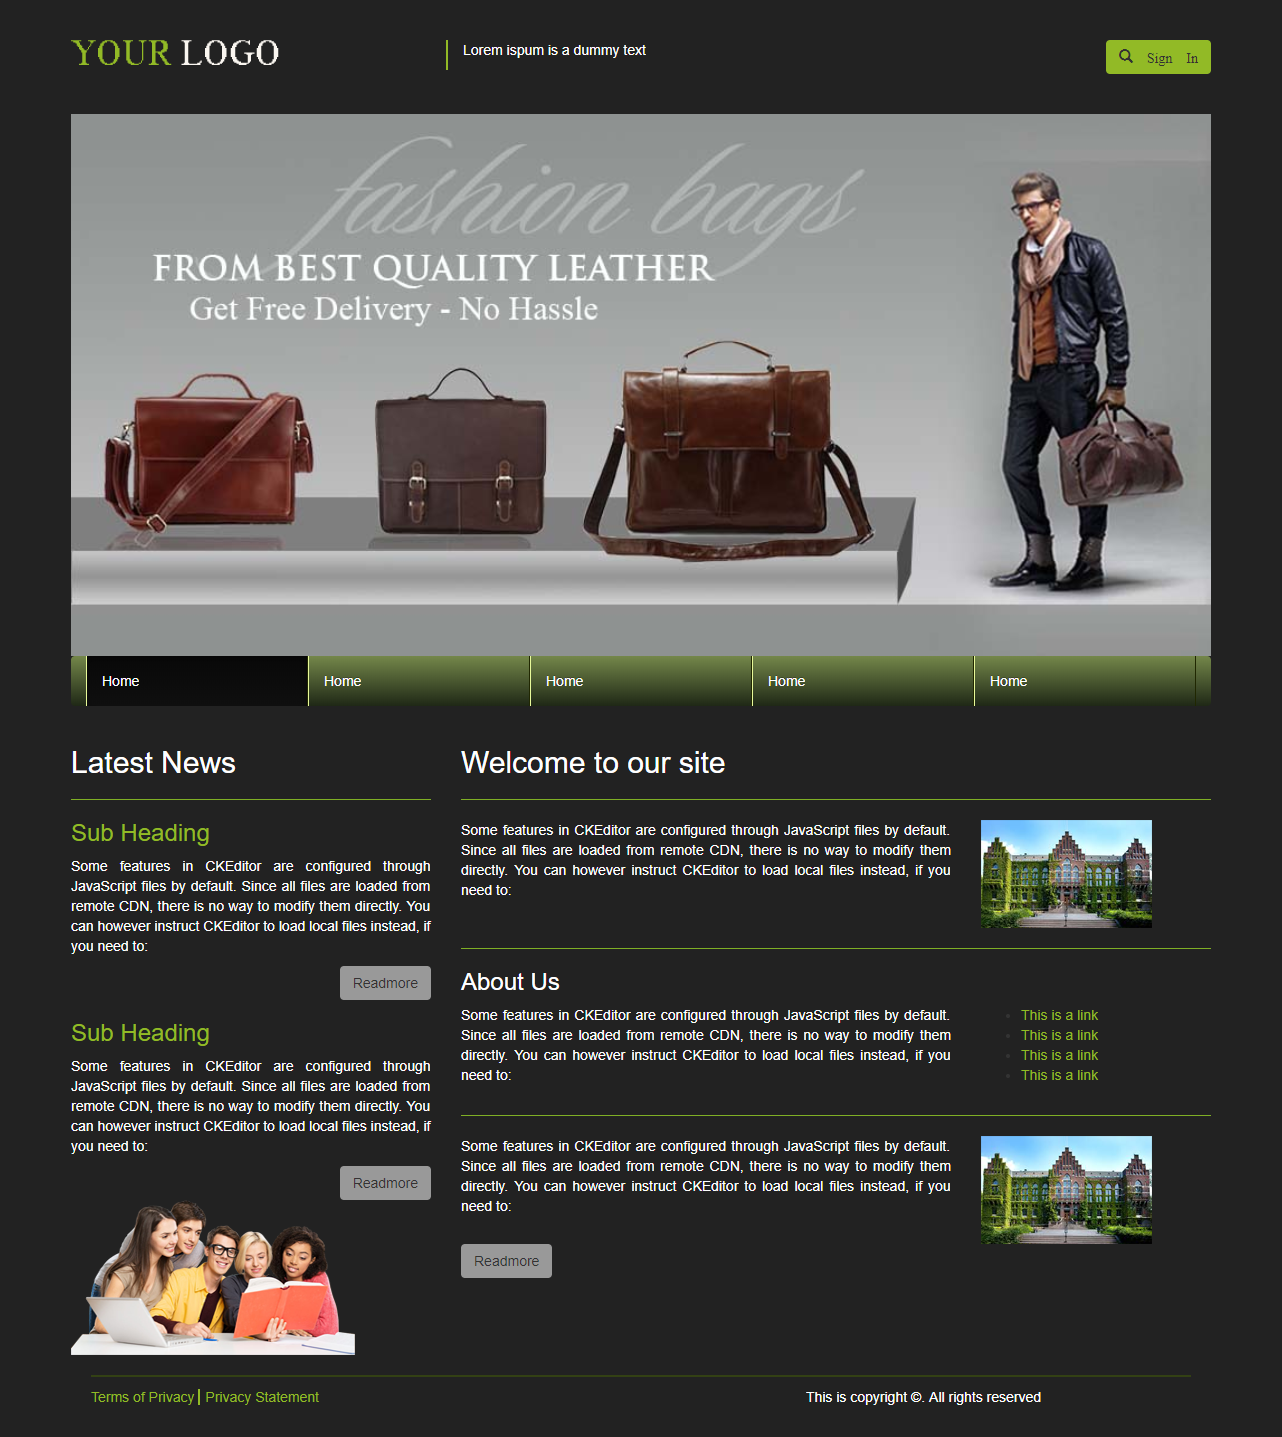 YOUR LOGO
Lorem ispum is a dummy text
Sign In
fashion bags
FROM BEST QUALITY LEATHER
Get Free Delivery - No Hassle
Home
Home
Home
Home
Home
Latest News
Sub Heading
Some features in CKEditor are configured through
JavaScript files by default. Since all files are loaded from
remote CDN, there is no way to modify them directly. You
can however instruct CKEditor to load local files instead, if
you need to:
Readmore
Sub Heading
Some features in CKEditor are configured through
JavaScript files by default. Since all files are loaded from
remote CDN, there is no way to modify them directly. You
can however instruct CKEditor to load local files instead, if
you need to:
Readmore
Welcome to our site
Some features in CKEditor are configured through JavaScript files by default.
Since all files are loaded from remote CDN, there is no way to modify them
directly. You can however instruct CKEditor to load local files instead, if you
need to:
About Us
Some features in CKEditor are configured through JavaScript files by default.
Since all files are loaded from remote CDN, there is no way to modify them
directly. You can however instruct CKEditor to load local files instead, if you
need to:
This is a link
This is a link
This is a link
This is a link
Some features in CKEditor are configured through JavaScript files by default.
Since all files are loaded from remote CDN, there is no way to modify them
directly. You can however instruct CKEditor to load local files instead, if you
need to:
Readmore
Terms of Privacy | Privacy Statement
This is copyright ©. All rights reserved